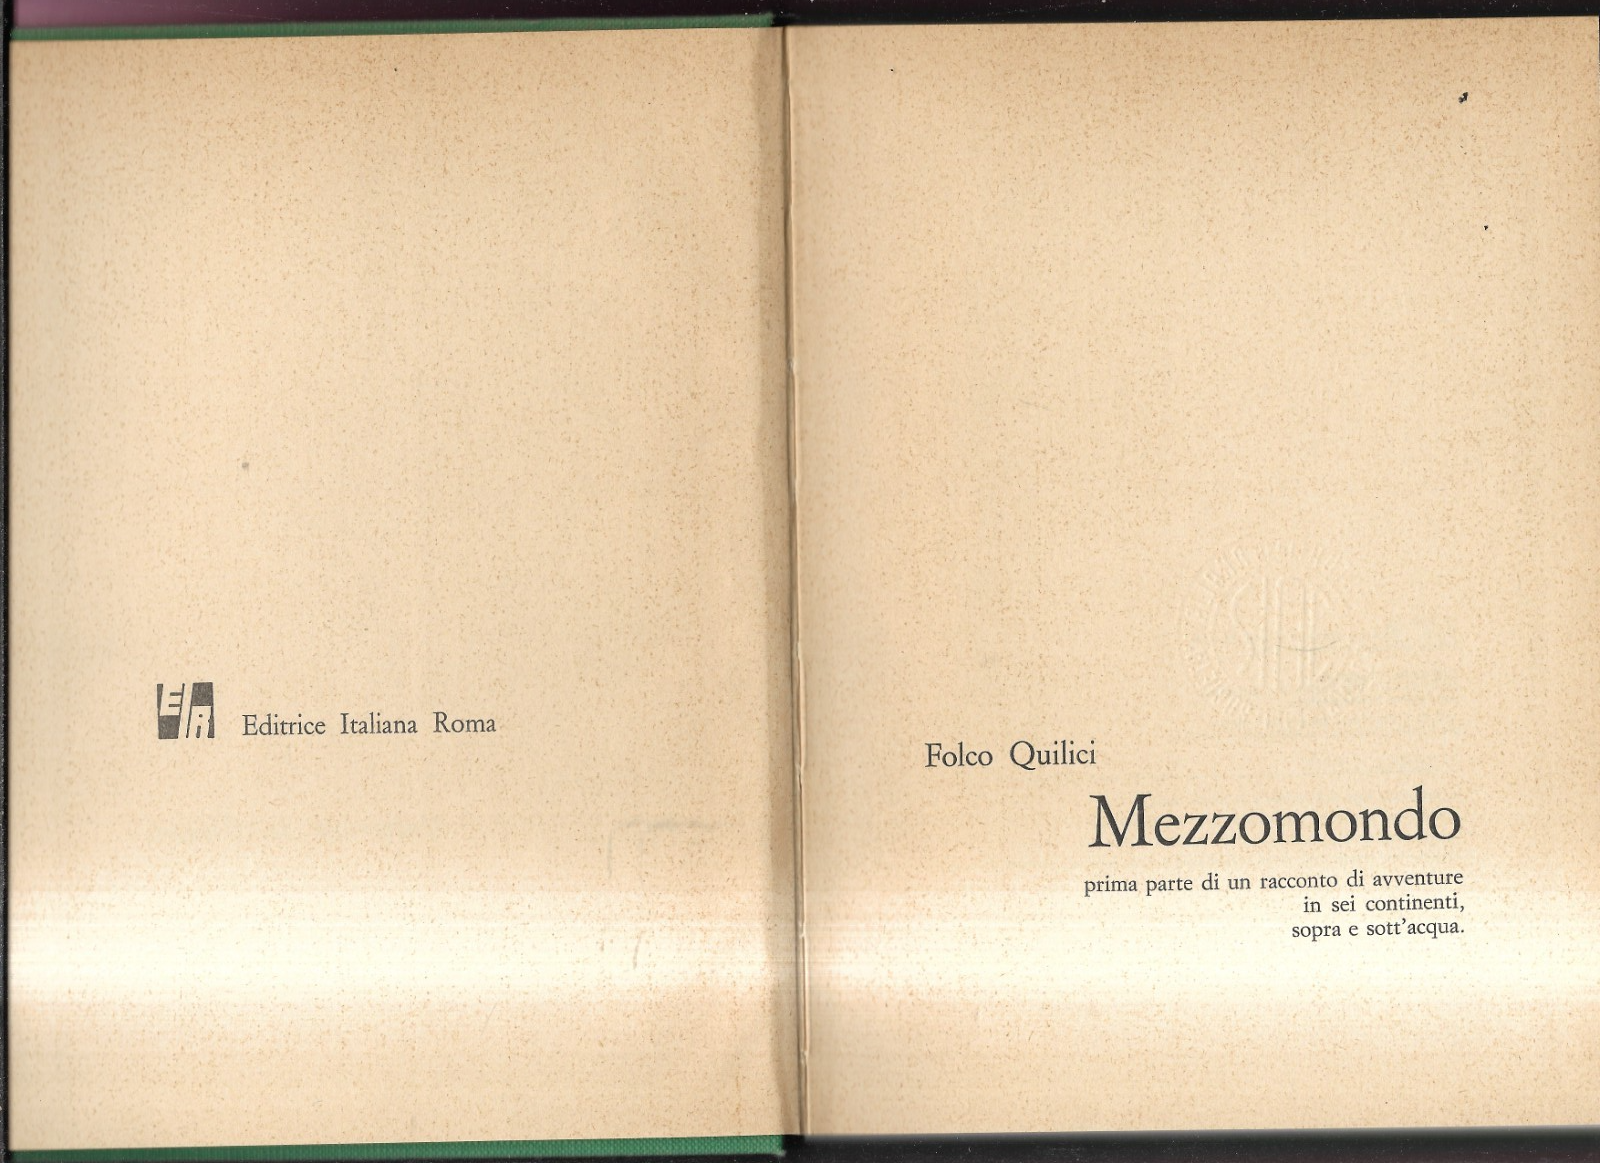 E
R
Editrice Italiana Roma
Folco Quilici
Mezzomondo
prima parte di un racconto di avventure
in sei continenti,
sopra e sott'acqua.